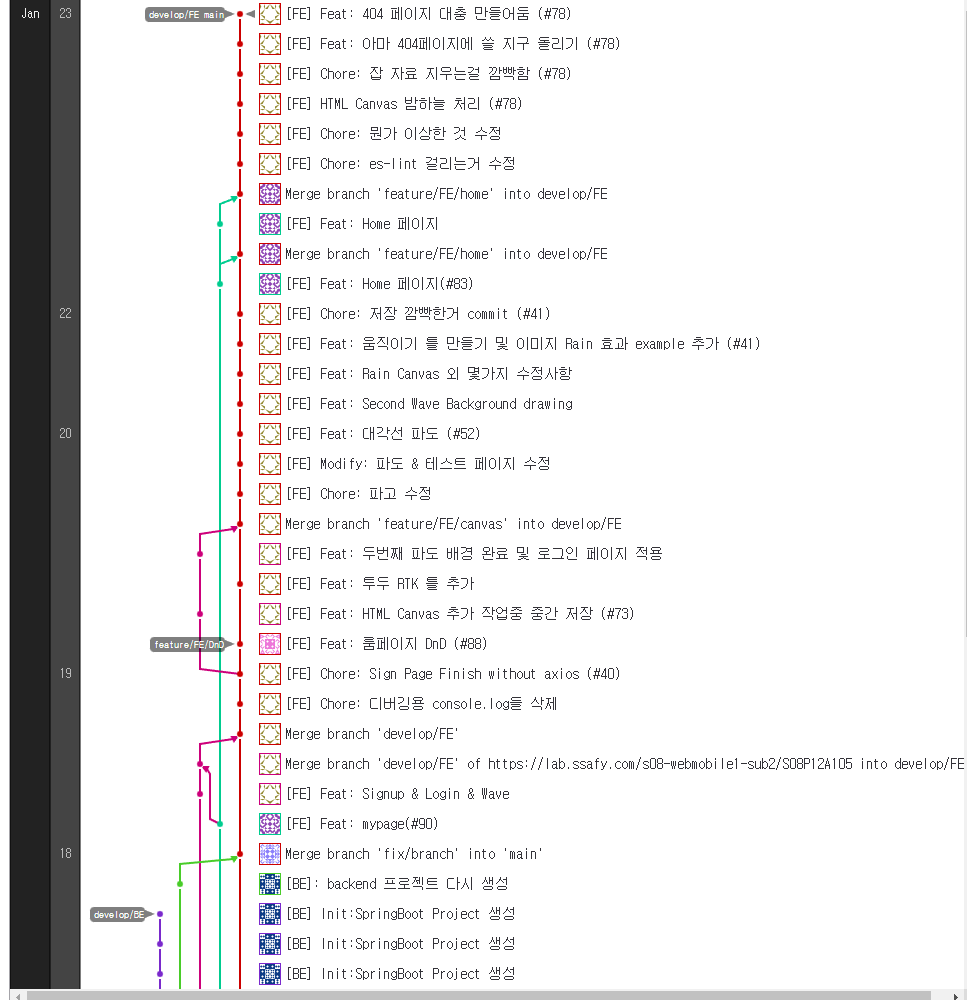 Jan 23 develop/FE main [FE] Feat: 404 페이지 대충 만들어둠 (#78)
[FE] Feat: 아마 404페이지에 쓸 지구 돌리기 (#78)
[FE] Chore: 잡 자료 지우는걸 깜빡함 (#78)
[FE] HTML Canvas 밤하늘 처리 (#78)
[FE] Chore: 뭔가 이상한 것 수정
[FE] Chore: es-lint 걸리는거 수정
Merge branch 'feature/FE/home' into develop/FE
[FE] Feat: Home 페이지
Merge branch 'feature/FE/home' into develop/FE
[FE] Feat: Home 페이지(#83)
22 [FE] Chore: 저장 깜빡한거 commit (#41)
[FE] Feat: 움직이기 틀 만들기 및 이미지 Rain 효과 example 추가 (#41)
[FE] Feat: Rain Canvas 외 몇가지 수정사항
[FE] Feat: Second Wave Background drawing
20 [FE] Feat: 대각선 파도 (#52)
[FE] Modify: 파도 & 테스트 페이지 수정
[FE] Chore: 파고 수정
Merge branch 'feature/FE/canvas' into develop/FE
[FE] Feat: 두번째 파도 배경 완료 및 로그인 페이지 적용
[FE] Feat: 투두 RTK 틀 추가
[FE] Feat: HTML Canvas 추가 작업중 중간 저장 (#73)
feature/FE/DnD [FE] Feat: 룸페이지 DnD (#88)
19 [FE] Chore: Sign Page Finish without axios (#40)
[FE] Chore: 디버깅용 console.log들 삭제
Merge branch 'develop/FE'
Merge branch 'develop/FE' of https://lab.ssafy.com/s08-webmobile1-sub2/S08P12A105 into develop/FE
[FE] Feat: Signup & Login & Wave
[FE] Feat: mypage(#90)
18 Merge branch 'fix/branch' into 'main'
[BE]: backend 프로젝트 다시 생성
develop/BE [BE] Init:SpringBoot Project 생성
[BE] Init:SpringBoot Project 생성
[BE] Init:SpringBoot Project 생성